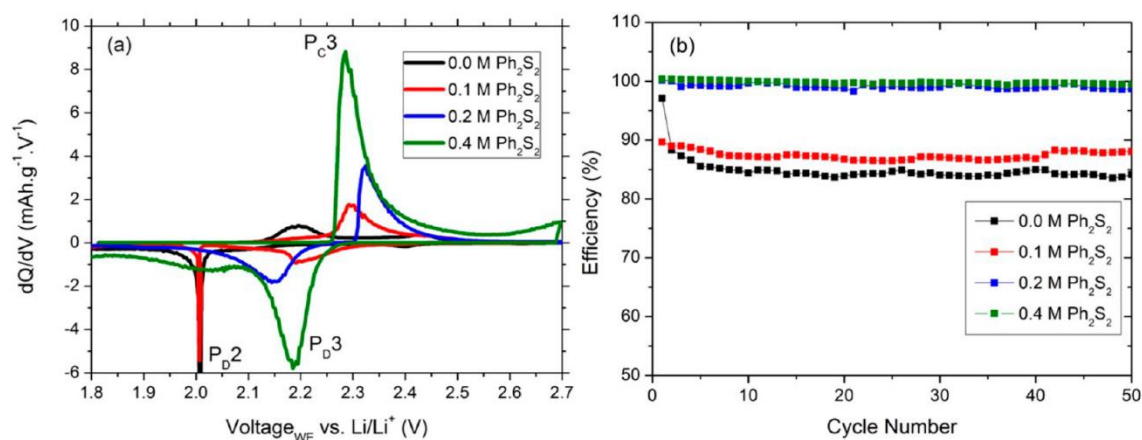 (a)
P_C3
0.0 M Ph₂S₂
0.1 M Ph₂S₂
0.2 M Ph₂S₂
0.4 M Ph₂S₂
P_D2
P_D3
dQ/dV (mAh.g⁻¹.V⁻¹)
10
8
6
4
2
0
-2
-4
-6
1.8 1.9 2.0 2.1 2.2 2.3 2.4 2.5 2.6 2.7
Voltage_WE vs. Li/Li⁺ (V)
(b)
Efficiency (%)
110
100
90
80
70
60
50
0.0 M Ph₂S₂
0.1 M Ph₂S₂
0.2 M Ph₂S₂
0.4 M Ph₂S₂
0 10 20 30 40 50
Cycle Number